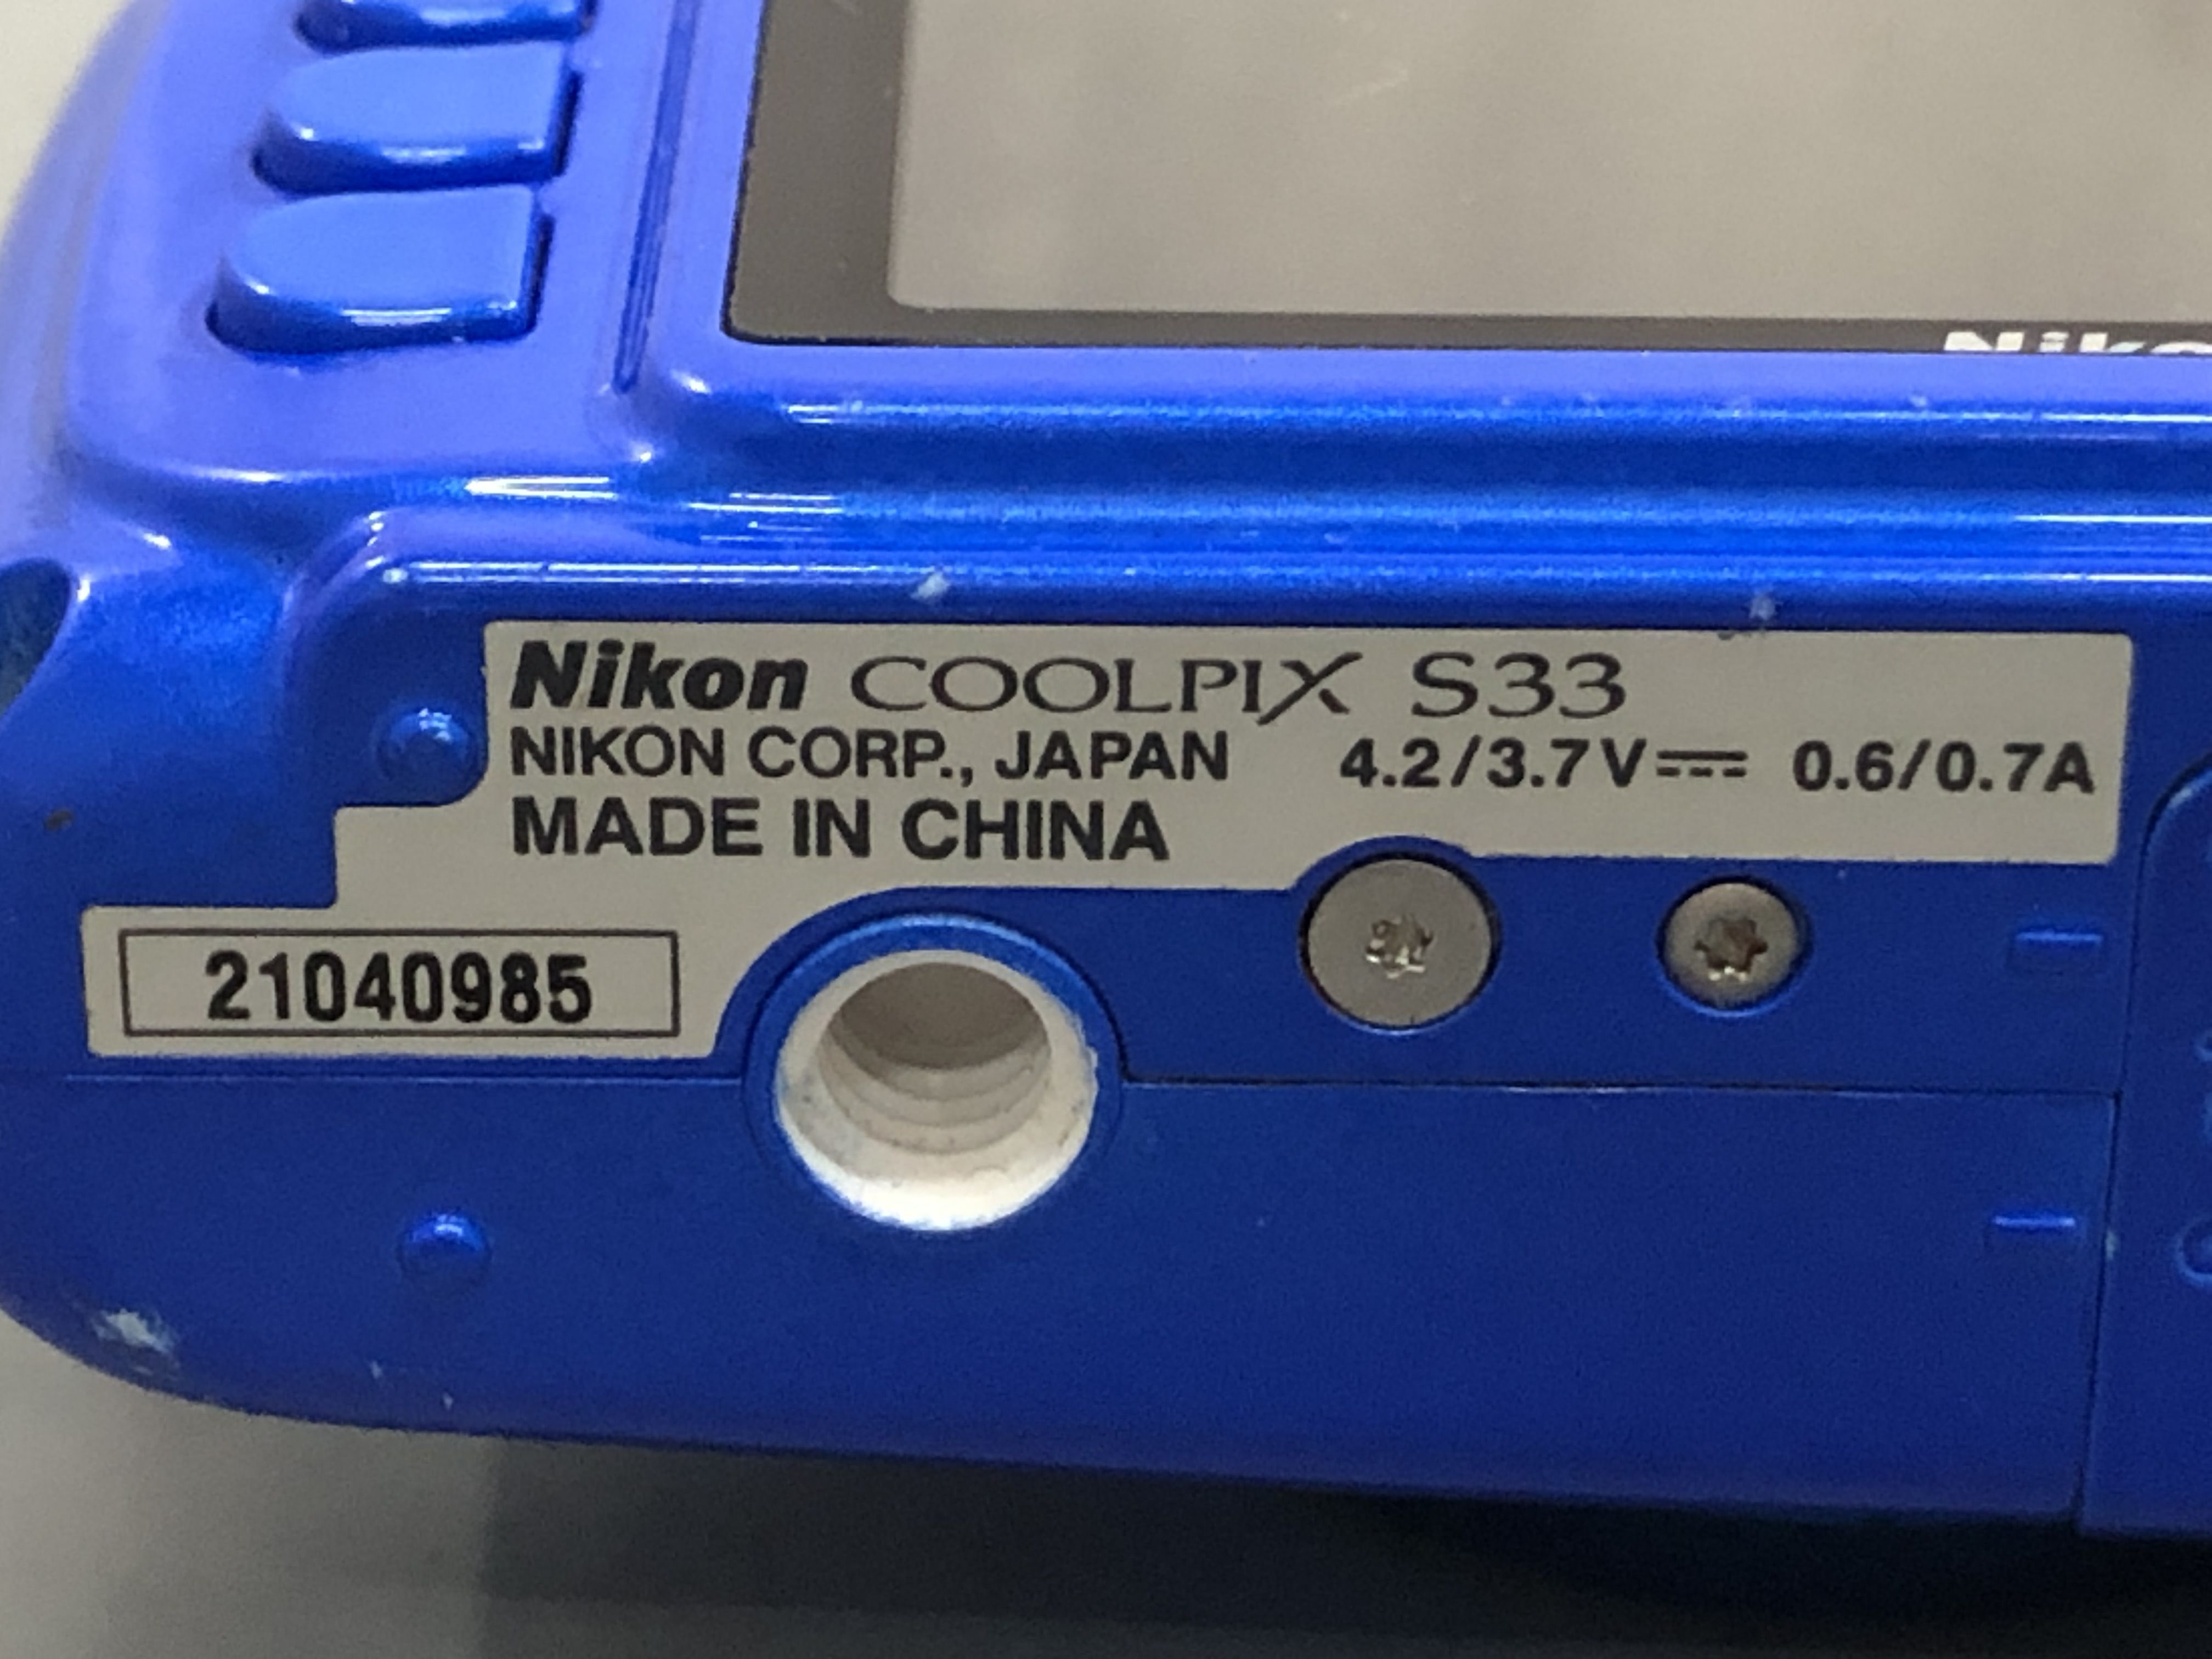 Nikon COOLPIX S33
NIKON CORP., JAPAN 4.2/3.7V⎓ 0.6/0.7A
MADE IN CHINA
21040985